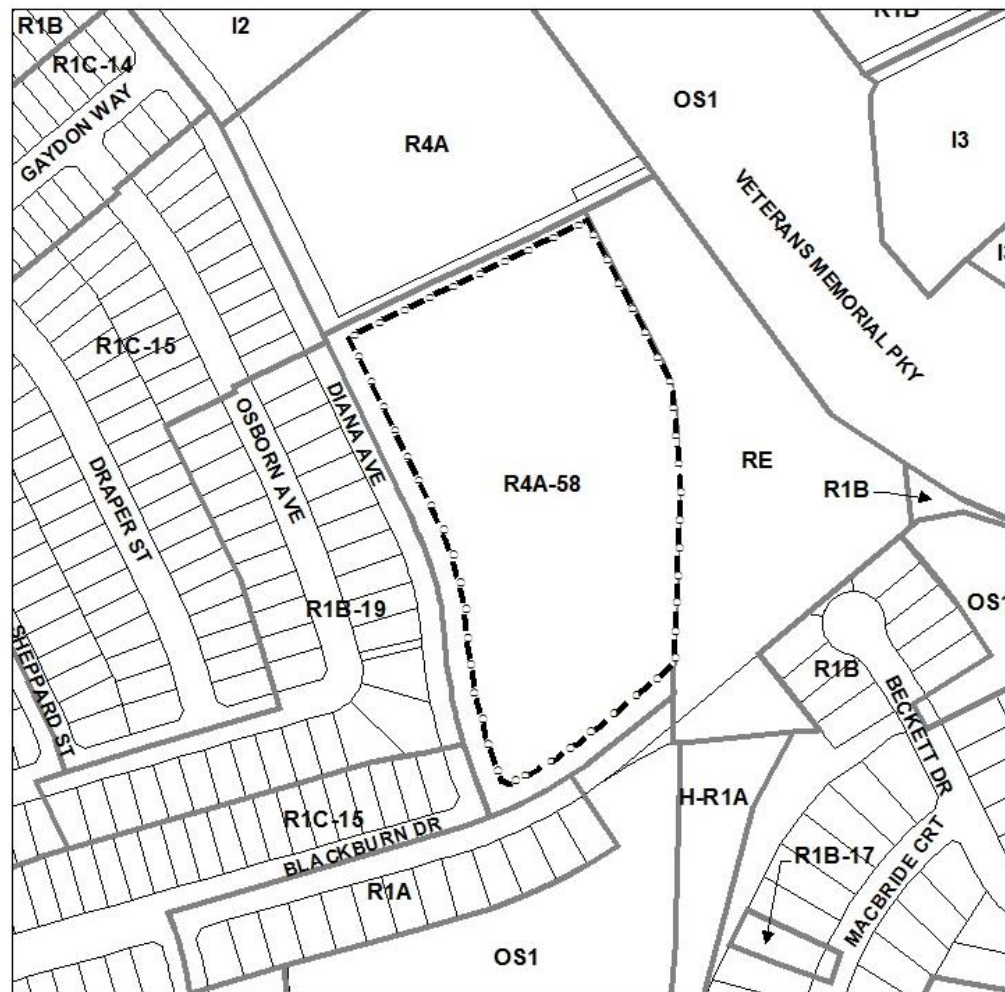 R1B
I2
R1B
R1C-14
OS1
GAYDON WAY
R4A
I3
VETERANS MEMORIAL PKY
R1C-15
DIANA AVE
OSBORN AVE
DRAPER ST
RE
R4A-58
R1B
R1B-19
OS1
SHEPPARD ST
R1B
BECKETT DR
H-R1A
R1C-15
BLACKBURN DR
R1B-17
MACBRIDE CRT
R1A
OS1